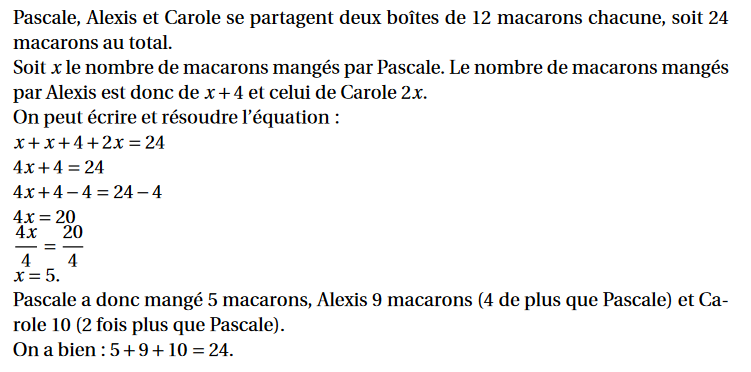 Pascale, Alexis et Carole se partagent deux boîtes de 12 macarons chacune, soit 24
macarons au total.
Soit x le nombre de macarons mangés par Pascale. Le nombre de macarons mangés
par Alexis est donc de x + 4 et celui de Carole 2x.
On peut écrire et résoudre l'équation :
x + x + 4 + 2x = 24
4x + 4 = 24
4x + 4 − 4 = 24 − 4
4x = 20
4x/4 = 20/4
x = 5.
Pascale a donc mangé 5 macarons, Alexis 9 macarons (4 de plus que Pascale) et Ca-
role 10 (2 fois plus que Pascale).
On a bien : 5 + 9 + 10 = 24.